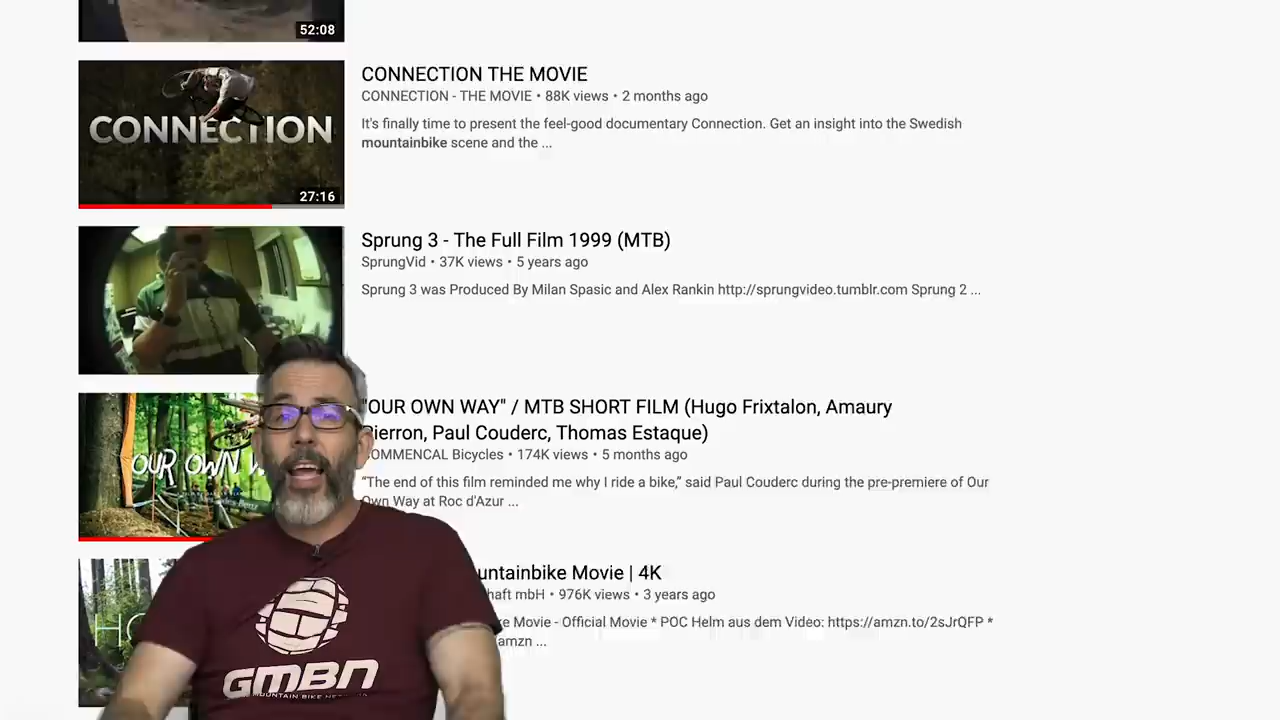 52:08
CONNECTION
27:16
CONNECTION THE MOVIE
CONNECTION - THE MOVIE • 88K views • 2 months ago
It's finally time to present the feel-good documentary Connection. Get an insight into the Swedish
mountainbike scene and the ...
Sprung 3 - The Full Film 1999 (MTB)
SprungVid • 37K views • 5 years ago
Sprung 3 was Produced By Milan Spasic and Alex Rankin http://sprungvideo.tumblr.com Sprung 2 ...
OUR OWN W
"OUR OWN WAY" / MTB SHORT FILM (Hugo Frixtalon, Amaury
Pierron, Paul Couderc, Thomas Estaque)
COMMENCAL Bicycles • 174K views • 5 months ago
“The end of this film reminded me why I ride a bike,” said Paul Couderc during the pre-premiere of Our
Own Way at Roc d'Azur ...
HO
untainbike Movie | 4K
haft mbH • 976K views • 3 years ago
e Movie - Official Movie * POC Helm aus dem Video: https://amzn.to/2sJrQFP *
amzn ...
GMBN
MOUNTAIN BIKE